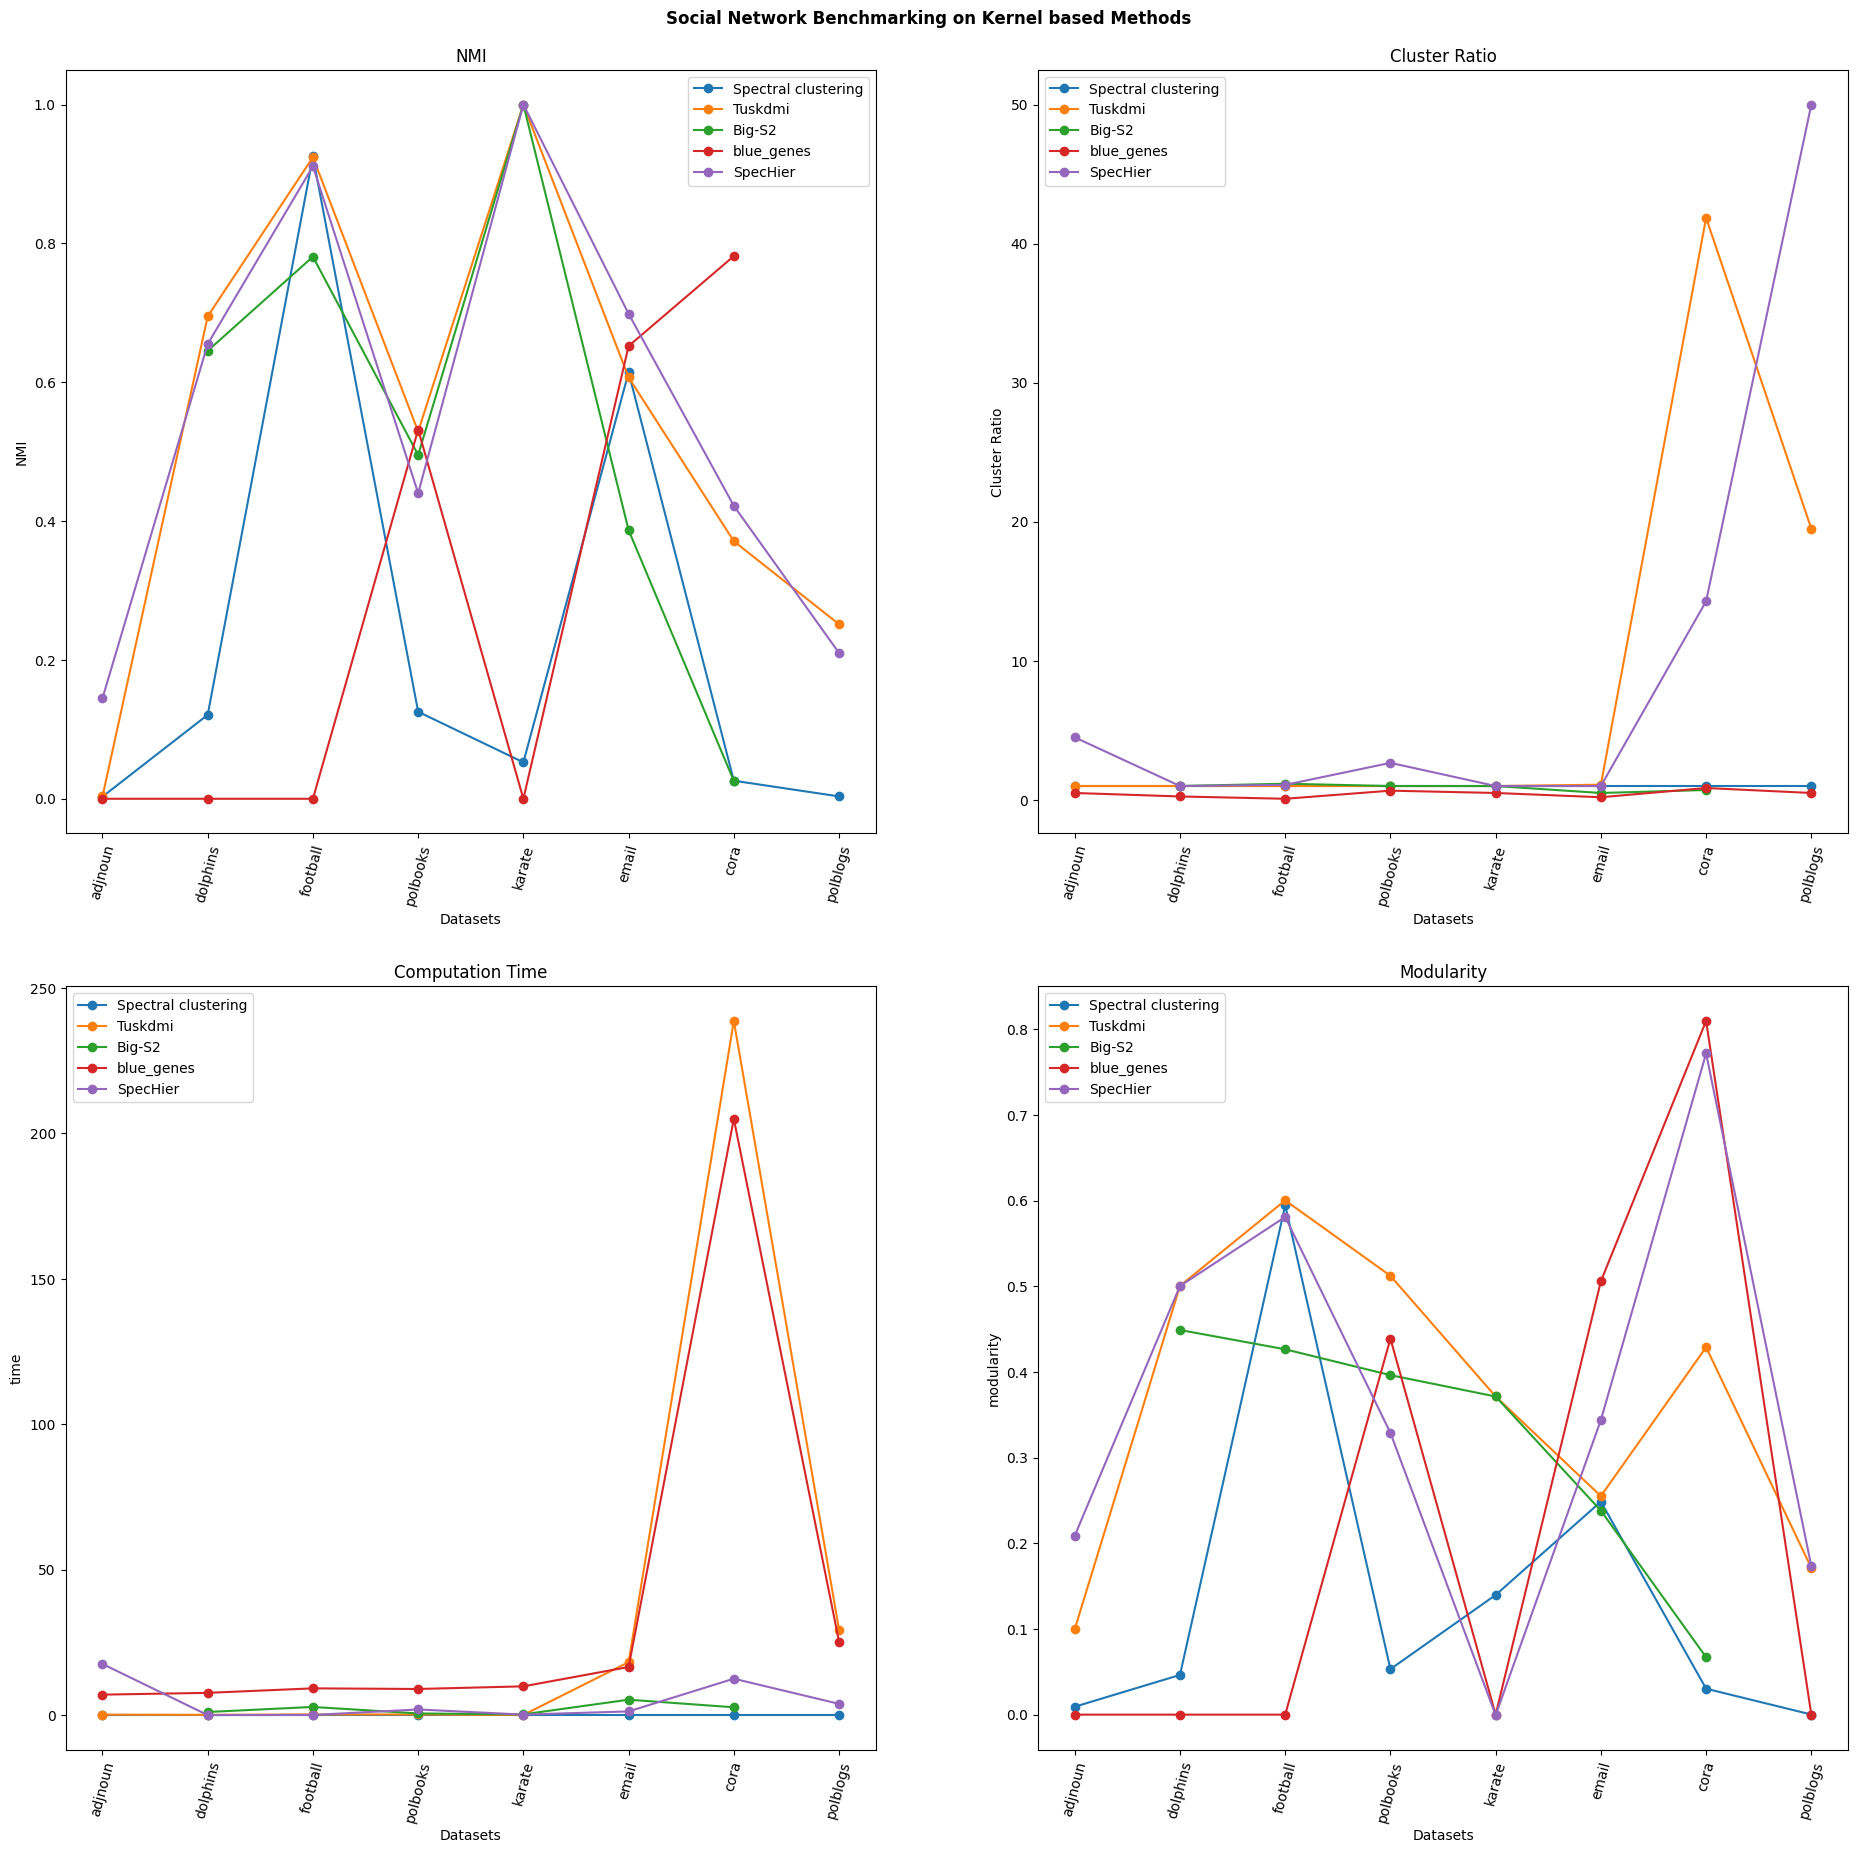 Social Network Benchmarking on Kernel based Methods
NMI
Spectral clustering
Tuskdmi
Big-S2
blue_genes
SpecHier
NMI
1.0
0.8
0.6
0.4
0.2
0.0
adjnoun
dolphins
football
polbooks
karate
email
cora
polblogs
Datasets
Cluster Ratio
Spectral clustering
Tuskdmi
Big-S2
blue_genes
SpecHier
Cluster Ratio
50
40
30
20
10
0
adjnoun
dolphins
football
polbooks
karate
email
cora
polblogs
Datasets
Computation Time
Spectral clustering
Tuskdmi
Big-S2
blue_genes
SpecHier
time
250
200
150
100
50
0
adjnoun
dolphins
football
polbooks
karate
email
cora
polblogs
Datasets
Modularity
Spectral clustering
Tuskdmi
Big-S2
blue_genes
SpecHier
modularity
0.8
0.7
0.6
0.5
0.4
0.3
0.2
0.1
0.0
adjnoun
dolphins
football
polbooks
karate
email
cora
polblogs
Datasets